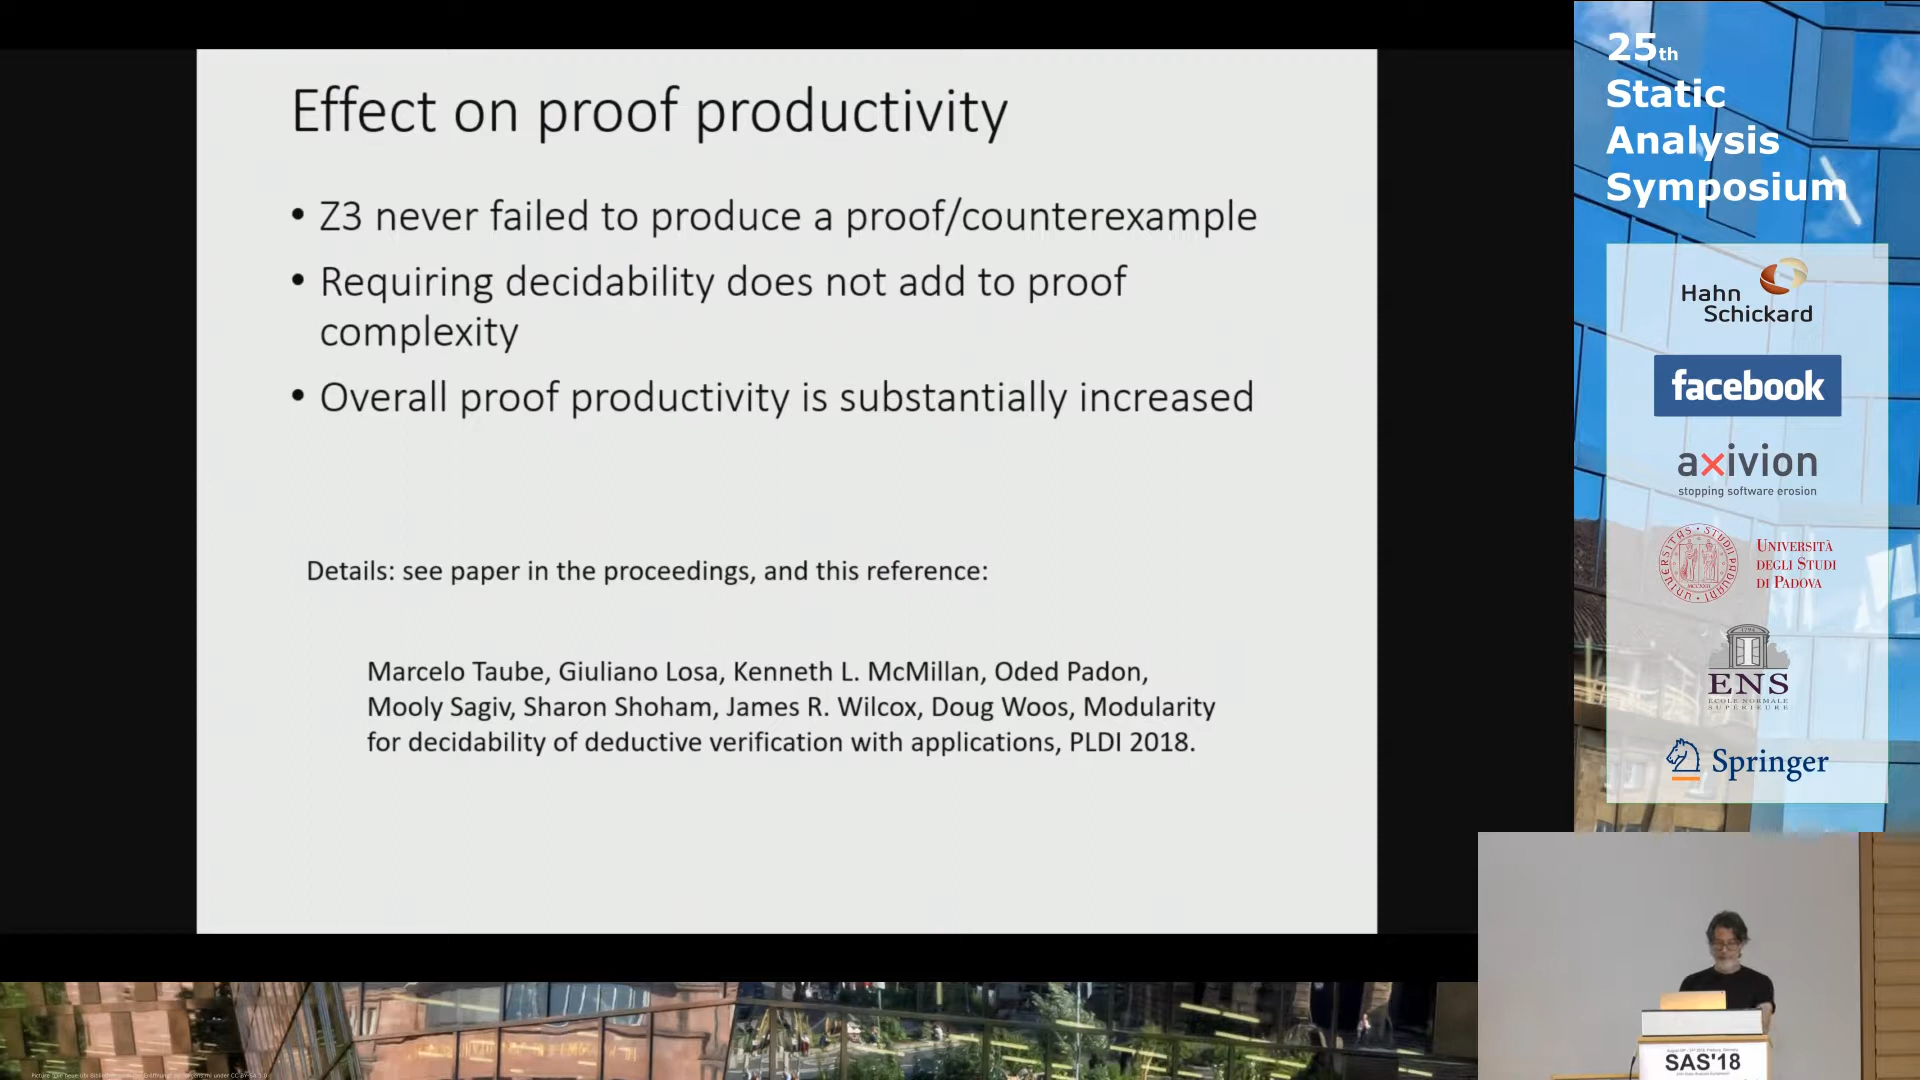 Effect on proof productivity
• Z3 never failed to produce a proof/counterexample
• Requiring decidability does not add to proof
complexity
• Overall proof productivity is substantially increased
Details: see paper in the proceedings, and this reference:
Marcelo Taube, Giuliano Losa, Kenneth L. McMillan, Oded Padon,
Mooly Sagiv, Sharon Shoham, James R. Wilcox, Doug Woos, Modularity
for decidability of deductive verification with applications, PLDI 2018.
25th
Static
Analysis
Symposium
Hahn
Schickard
facebook
axivion
stopping software erosion
UNIVERSITÀ
DEGLI STUDI
DI PADOVA
ENS
ECOLE NORMALE
SUPERIEURE
Springer
SAS'18